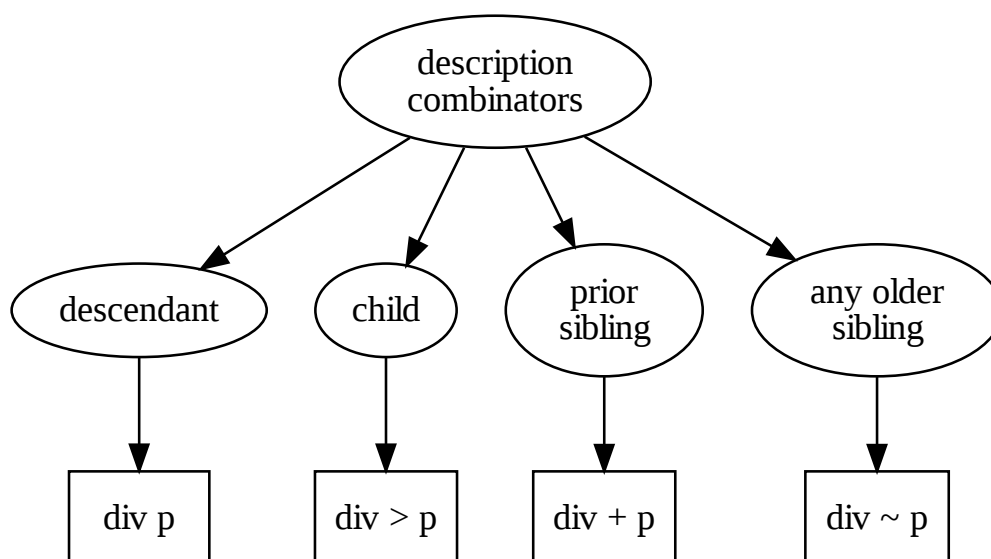 description
combinators
descendant
child
prior
sibling
any older
sibling
div p
div > p
div + p
div ~ p